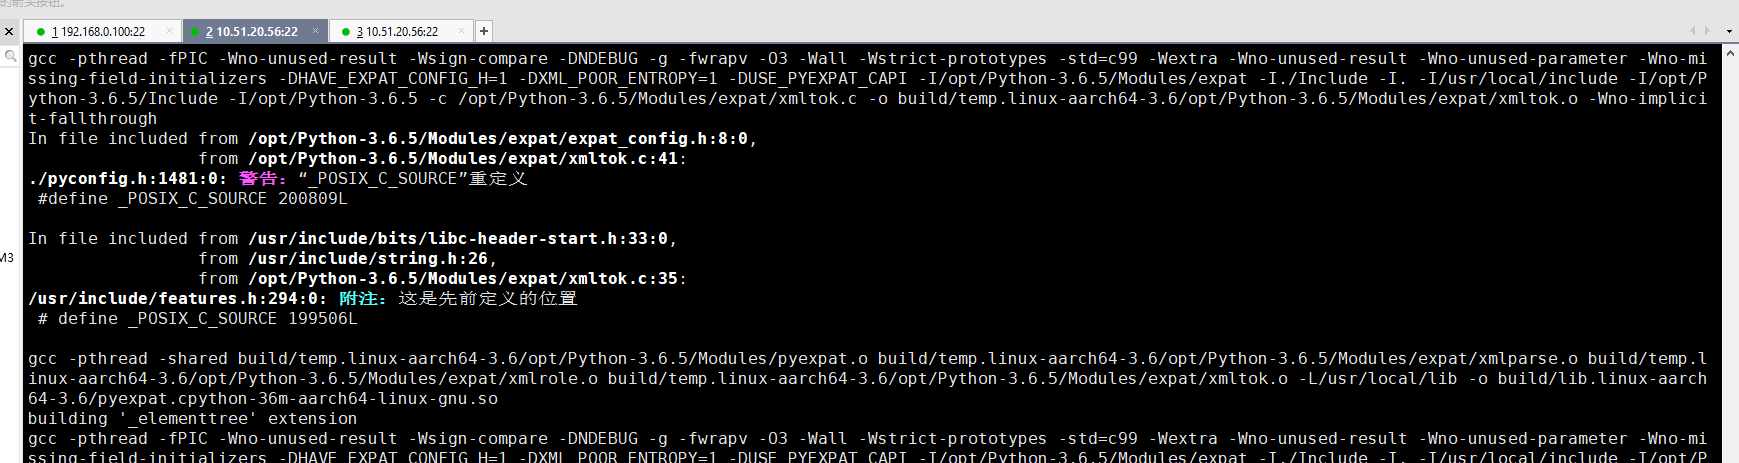 的箭头按钮。
1 192.168.0.100:22 × 2 10.51.20.56:22 × 3 10.51.20.56:22 × +
gcc -pthread -fPIC -Wno-unused-result -Wsign-compare -DNDEBUG -g -fwrapv -O3 -Wall -Wstrict-prototypes -std=c99 -Wextra -Wno-unused-result -Wno-unused-parameter -Wno-mi
ssing-field-initializers -DHAVE_EXPAT_CONFIG_H=1 -DXML_POOR_ENTROPY=1 -DUSE_PYEXPAT_CAPI -I/opt/Python-3.6.5/Modules/expat -I./Include -I. -I/usr/local/include -I/opt/P
ython-3.6.5/Include -I/opt/Python-3.6.5 -c /opt/Python-3.6.5/Modules/expat/xmltok.c -o build/temp.linux-aarch64-3.6/opt/Python-3.6.5/Modules/expat/xmltok.o -Wno-implici
t-fallthrough
In file included from /opt/Python-3.6.5/Modules/expat/expat_config.h:8:0,
from /opt/Python-3.6.5/Modules/expat/xmltok.c:41:
./pyconfig.h:1481:0: 警告：“_POSIX_C_SOURCE”重定义
#define _POSIX_C_SOURCE 200809L
In file included from /usr/include/bits/libc-header-start.h:33:0,
M3
from /usr/include/string.h:26,
from /opt/Python-3.6.5/Modules/expat/xmltok.c:35:
/usr/include/features.h:294:0: 附注：这是先前定义的位置
# define _POSIX_C_SOURCE 199506L
gcc -pthread -shared build/temp.linux-aarch64-3.6/opt/Python-3.6.5/Modules/pyexpat.o build/temp.linux-aarch64-3.6/opt/Python-3.6.5/Modules/expat/xmlparse.o build/temp.l
inux-aarch64-3.6/opt/Python-3.6.5/Modules/expat/xmlrole.o build/temp.linux-aarch64-3.6/opt/Python-3.6.5/Modules/expat/xmltok.o -L/usr/local/lib -o build/lib.linux-aarch
64-3.6/pyexpat.cpython-36m-aarch64-linux-gnu.so
building '_elementtree' extension
gcc -pthread -fPIC -Wno-unused-result -Wsign-compare -DNDEBUG -g -fwrapv -O3 -Wall -Wstrict-prototypes -std=c99 -Wextra -Wno-unused-result -Wno-unused-parameter -Wno-mi
ssing-field-initializers -DHAVE_EXPAT_CONFIG_H=1 -DXML_POOR_ENTROPY=1 -DUSE_PYEXPAT_CAPI -I/opt/Python-3.6.5/Modules/expat -I./Include -I. -I/usr/local/include -I/opt/P